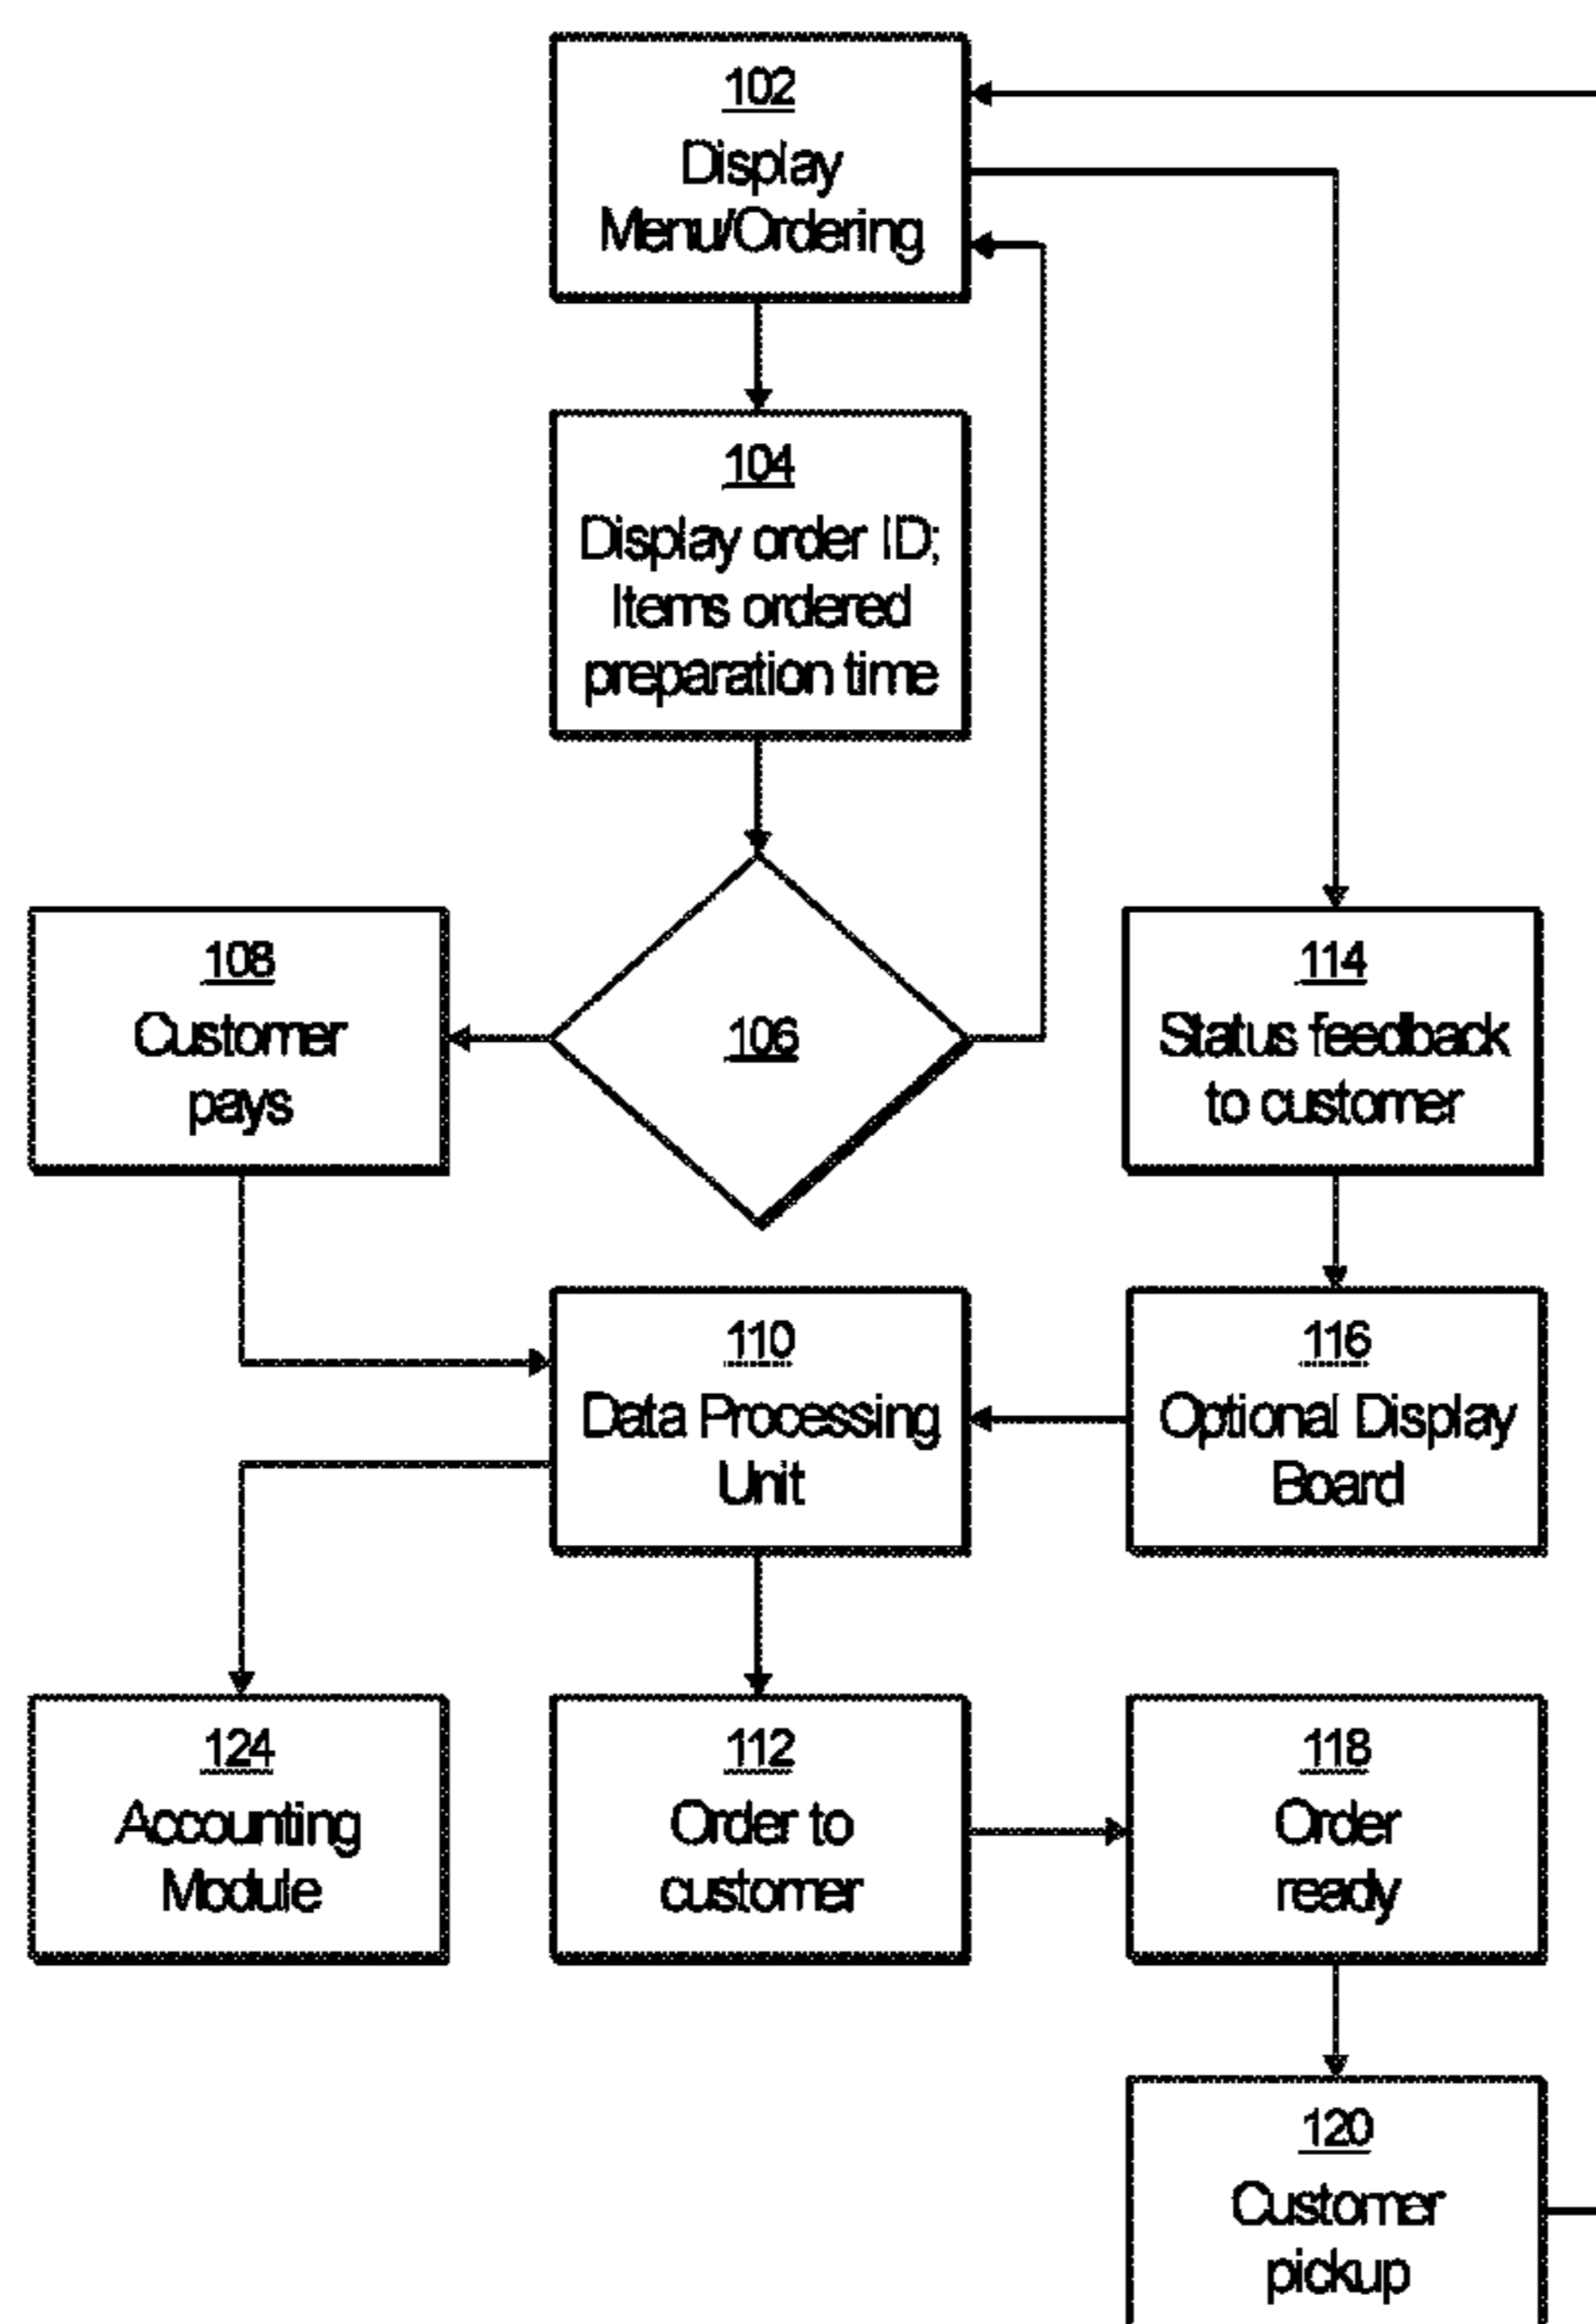 102
Display
Menu/Ordering
104
Display order ID;
Items ordered
preparation time
108
Customer
pays
106
114
Status feedback
to customer
110
Data Processing
Unit
116
Optional Display
Board
124
Accounting
Module
112
Order to
customer
118
Order
ready
120
Customer
pickup